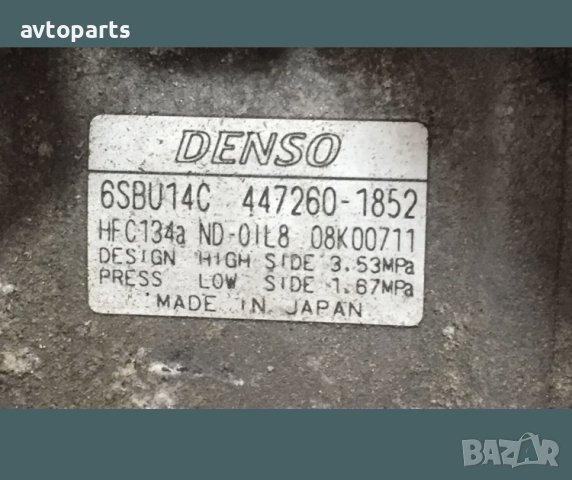 avtoparts
DENSO
6SBU14C 447260-1852
HFC134a ND-OIL8 08K00711
DESIGN HIGH SIDE 3.53MPa
PRESS LOW SIDE 1.67MPa
MADE IN JAPAN
BAZAR